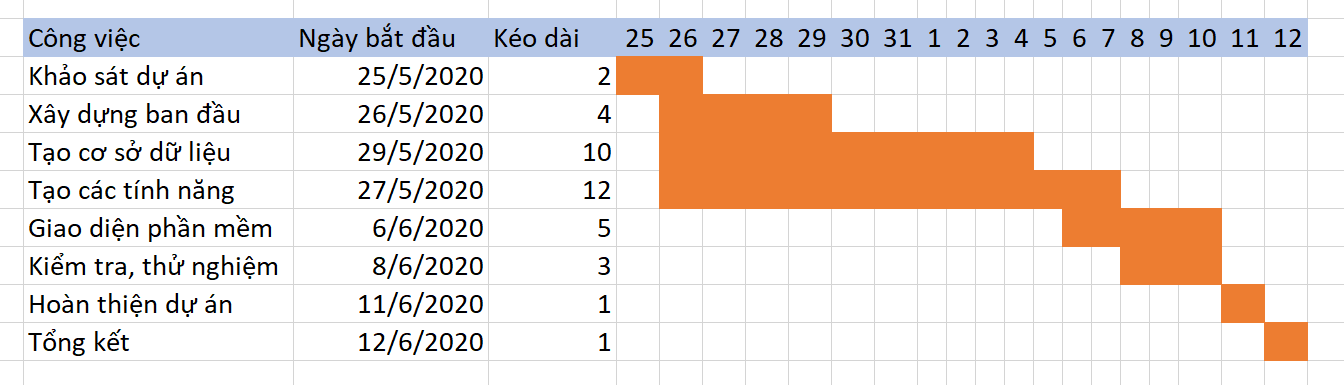 Công việc Ngày bắt đầu Kéo dài 25 26 27 28 29 30 31 1 2 3 4 5 6 7 8 9 10 11 12
Khảo sát dự án 25/5/2020 2
Xây dựng ban đầu 26/5/2020 4
Tạo cơ sở dữ liệu 29/5/2020 10
Tạo các tính năng 27/5/2020 12
Giao diện phần mềm 6/6/2020 5
Kiểm tra, thử nghiệm 8/6/2020 3
Hoàn thiện dự án 11/6/2020 1
Tổng kết 12/6/2020 1